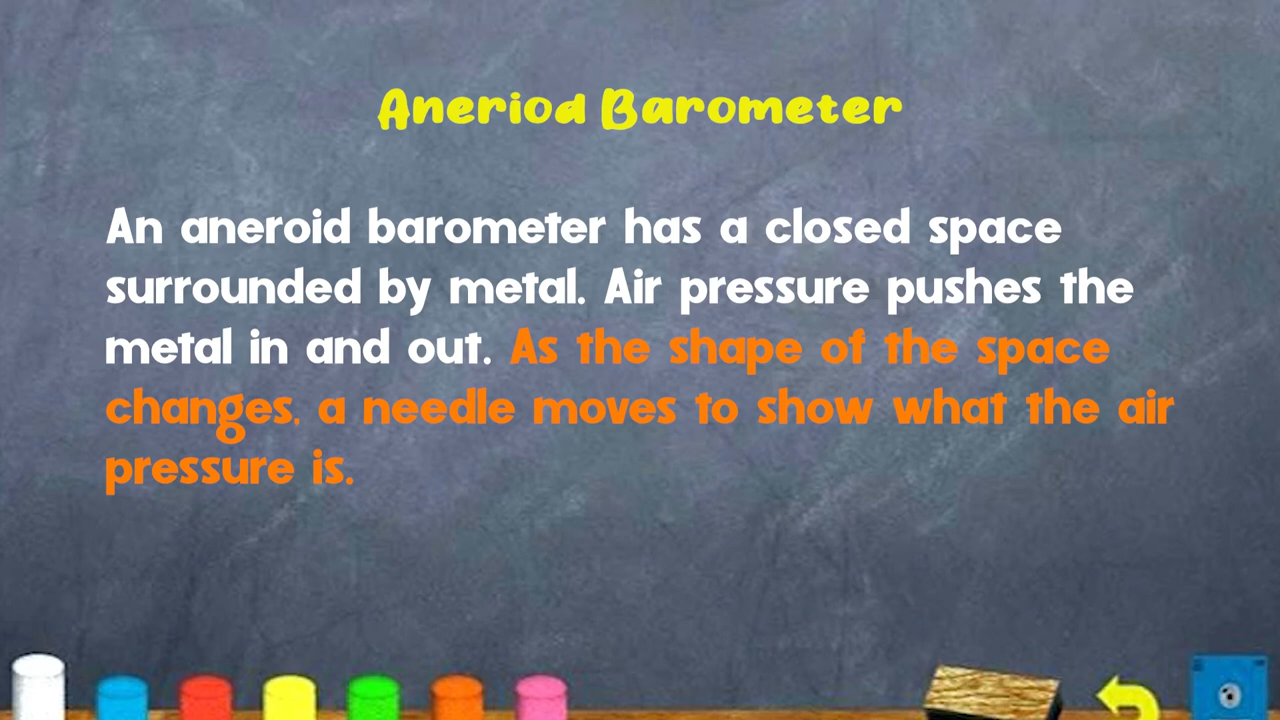 Aneriod Barometer
An aneroid barometer has a closed space
surrounded by metal. Air pressure pushes the
metal in and out. As the shape of the space
changes, a needle moves to show what the air
pressure is.